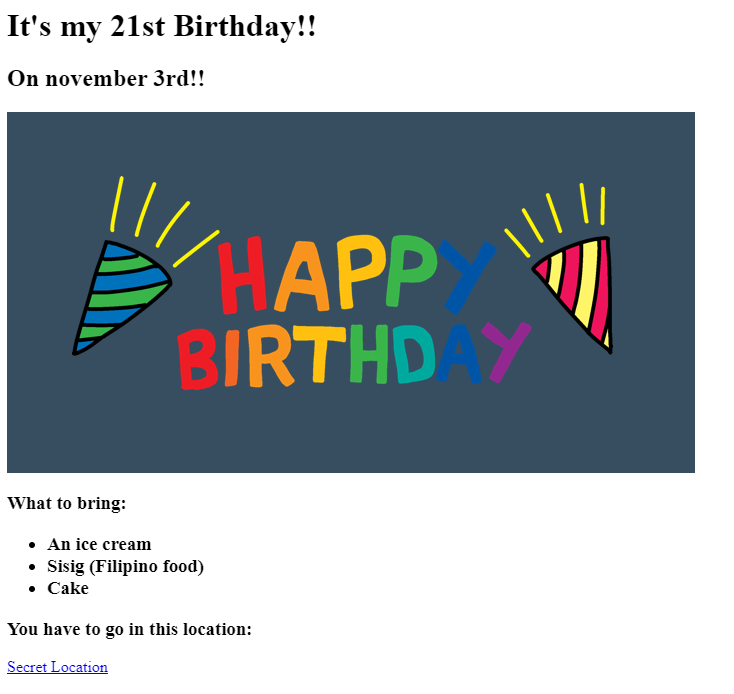 It's my 21st Birthday!!
On november 3rd!!
HAPPY
BIRTHDAY
What to bring:
An ice cream
Sisig (Filipino food)
Cake
You have to go in this location:
Secret Location